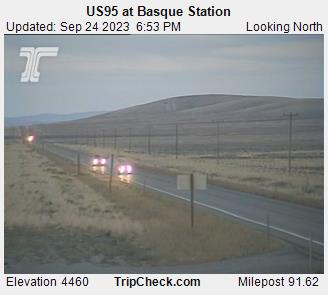 US95 at Basque Station
Updated: Sep 24 2023 6:53 PM Looking North
Elevation 4460 TripCheck.com Milepost 91.62